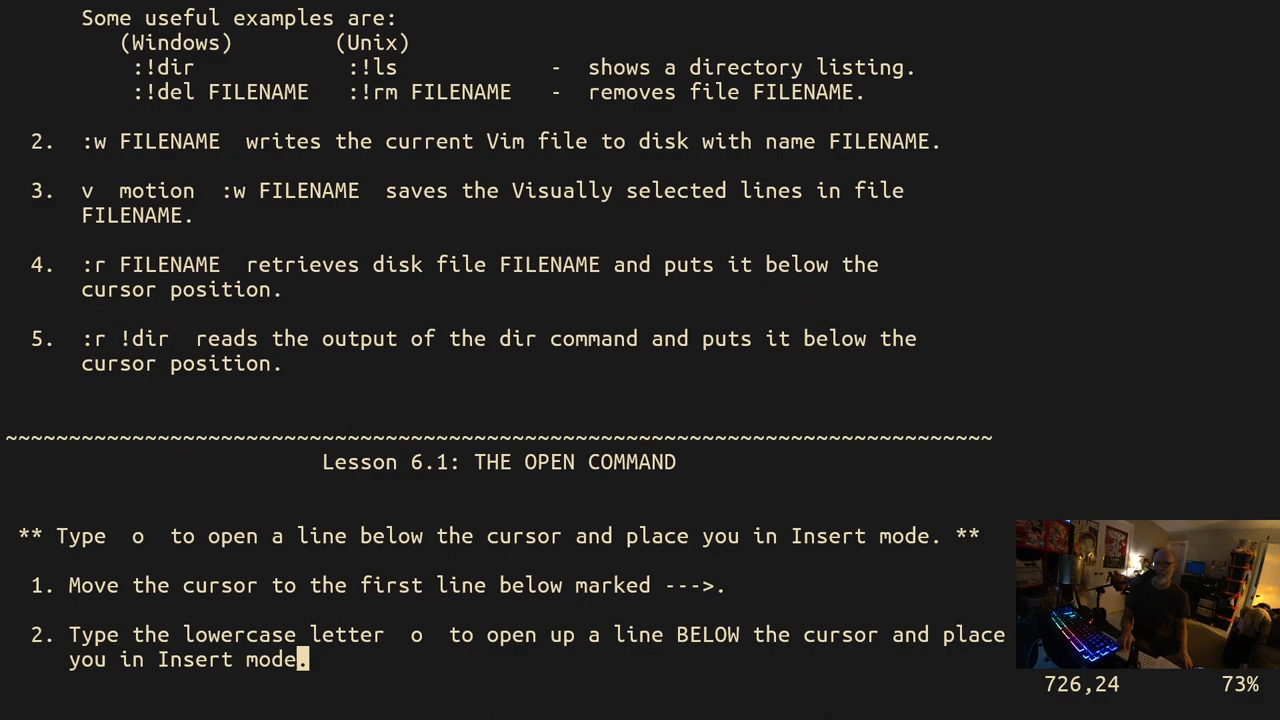 Some useful examples are:
(Windows) (Unix)
:!dir :!ls - shows a directory listing.
:!del FILENAME :!rm FILENAME - removes file FILENAME.
2. :w FILENAME writes the current Vim file to disk with name FILENAME.
3. v motion :w FILENAME saves the Visually selected lines in file
FILENAME.
4. :r FILENAME retrieves disk file FILENAME and puts it below the
cursor position.
5. :r !dir reads the output of the dir command and puts it below the
cursor position.
~~~~~~~~~~~~~~~~~~~~~~~~~~~~~~~~~~~~~~~~~~~~~~~~~~~~~~~~~~~~~~~~~~~~~~~~~~~~~~
Lesson 6.1: THE OPEN COMMAND
** Type o to open a line below the cursor and place you in Insert mode. **
1. Move the cursor to the first line below marked --->.
2. Type the lowercase letter o to open up a line BELOW the cursor and place
you in Insert mode.
726,24 73%